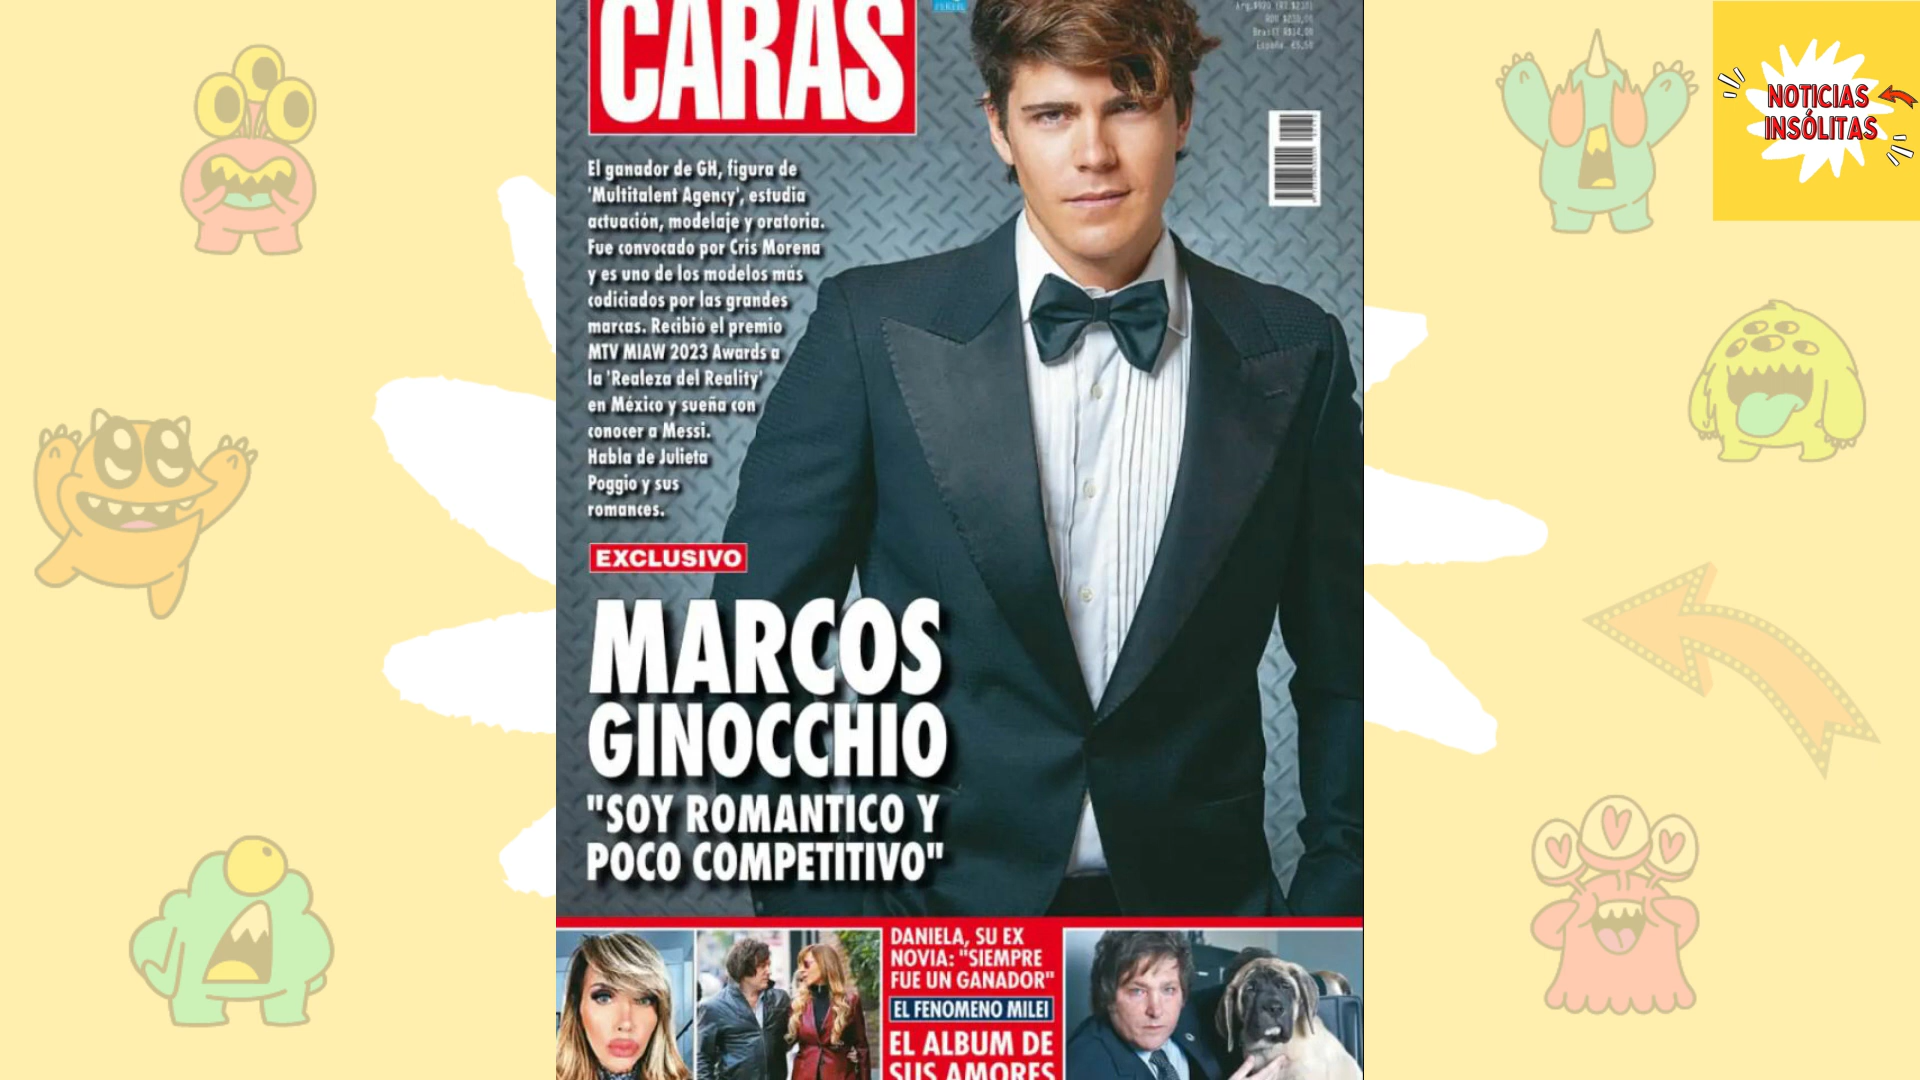 CARAS
El ganador de GH, figura de
'Multitalent Agency', estudia
actuación, modelaje y oratoria.
Fue convocado por Cris Morena
y es uno de los modelos más
codiciados por las grandes
marcas. Recibió el premio
MTV MIAW 2023 Awards a
la 'Realeza del Reality'
en México y sueña con
conocer a Messi.
Habla de Julieta
Poggio y sus
romances.
EXCLUSIVO
MARCOS
GINOCCHIO
"SOY ROMANTICO Y
POCO COMPETITIVO"
DANIELA, SU EX
NOVIA: "SIEMPRE
FUE UN GANADOR"
EL FENOMENO MILEI
EL ALBUM DE
SUS AMORES
NOTICIAS
INSÓLITAS